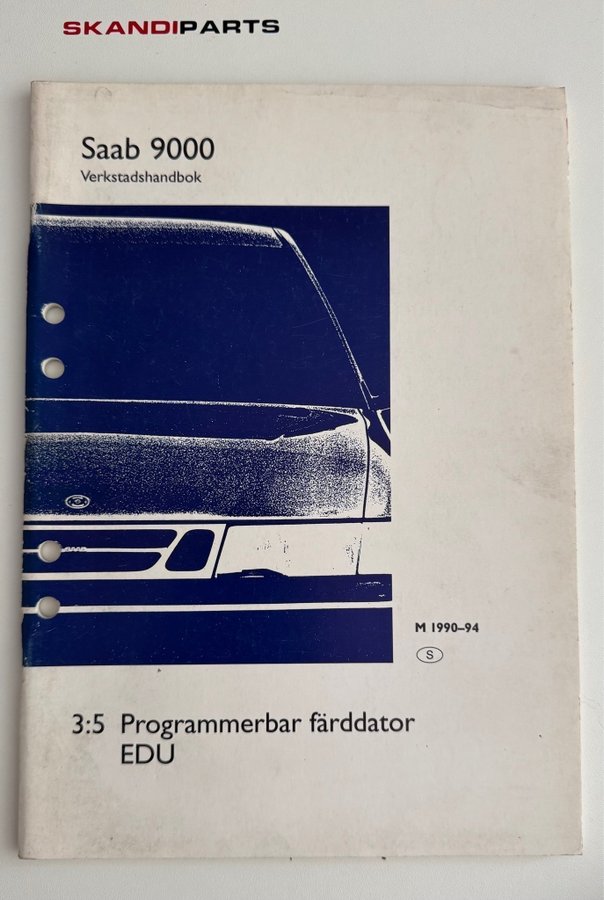 SKANDIPARTS
Saab 9000
Verkstadshandbok
M 1990–94
S
3:5 Programmerbar färddator
EDU